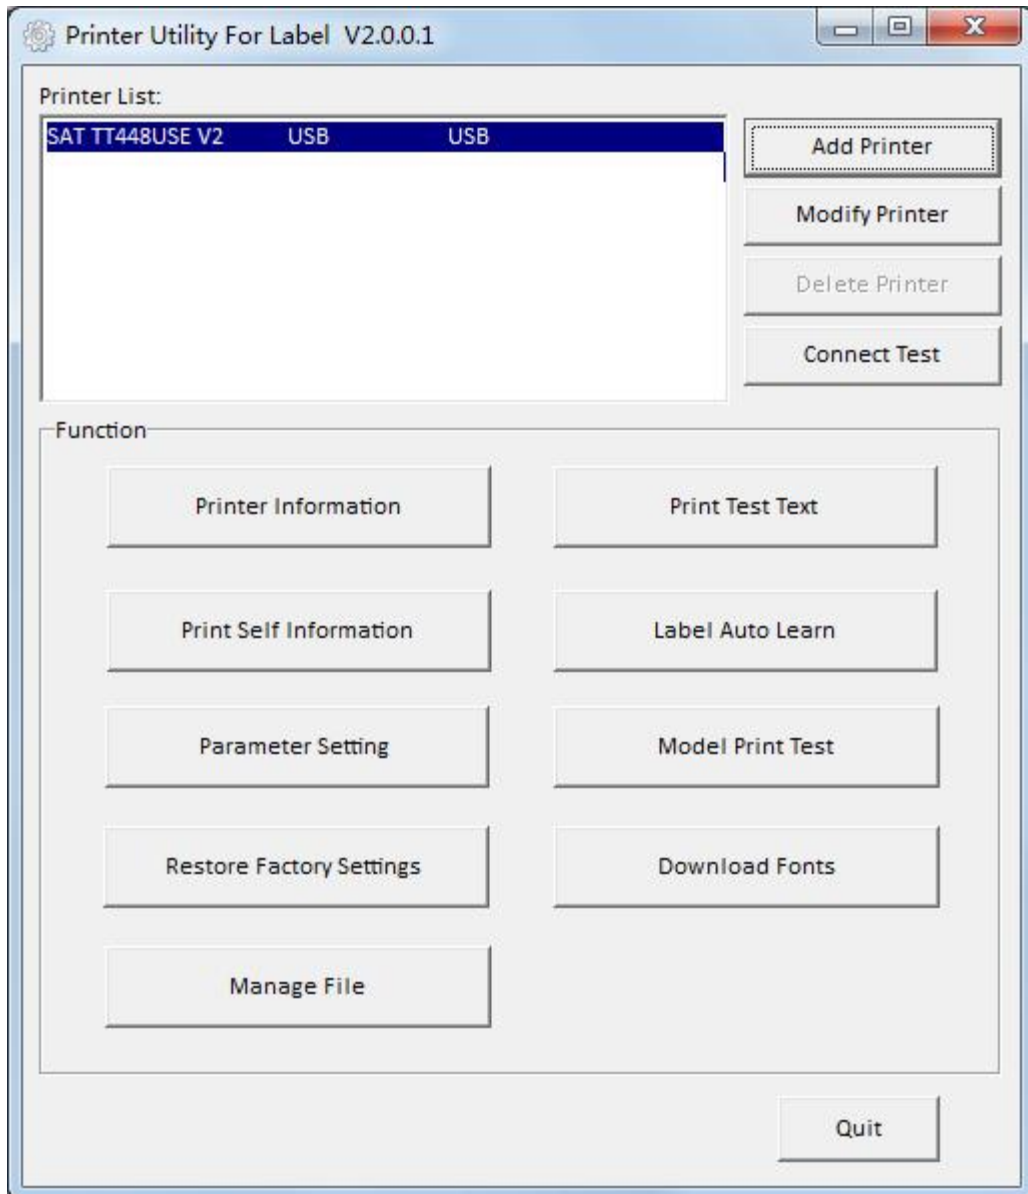 Printer Utility For Label V2.0.0.1
Printer List:
SAT TT448USE V2 USB USB
Add Printer
Modify Printer
Delete Printer
Connect Test
Function
Printer Information
Print Test Text
Print Self Information
Label Auto Learn
Parameter Setting
Model Print Test
Restore Factory Settings
Download Fonts
Manage File
Quit